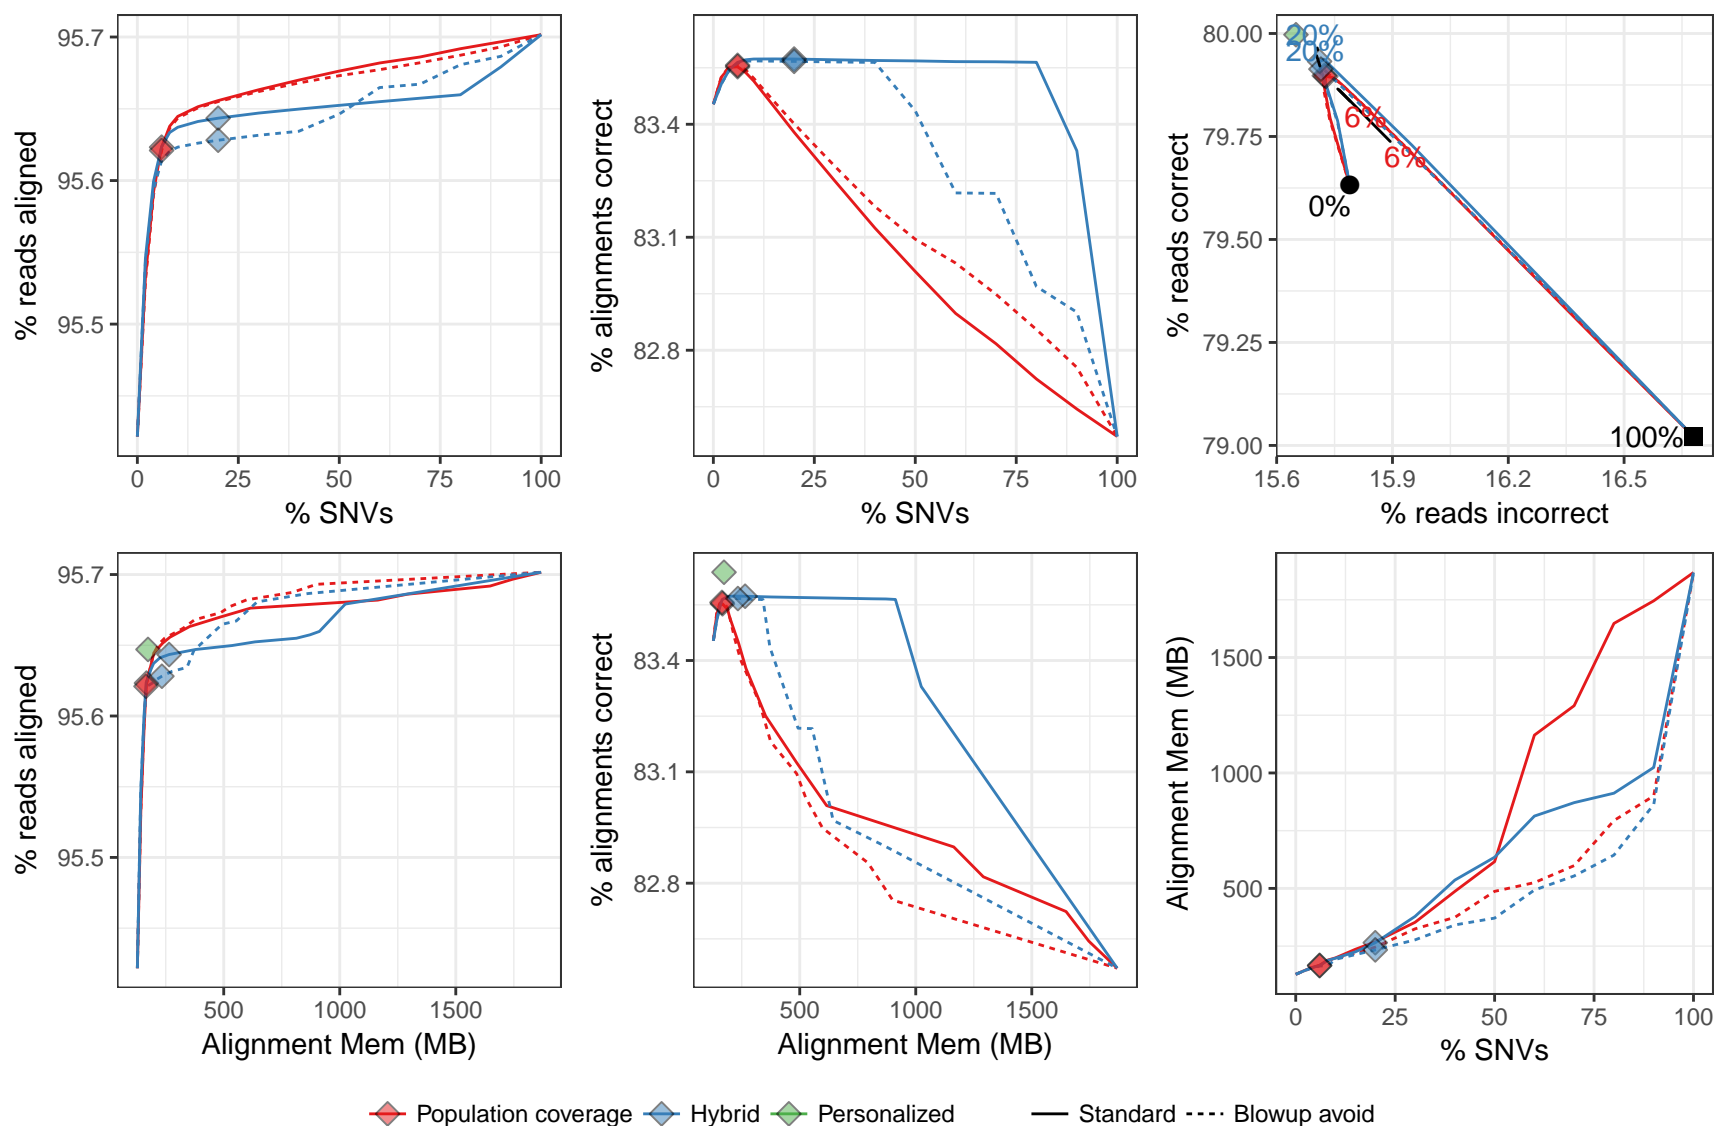 % reads aligned
95.7
95.6
95.5
0 25 50 75 100
% SNVs
% alignments correct
83.4
83.1
82.8
0 25 50 75 100
% SNVs
% reads correct
80.00
79.75
79.50
79.25
79.00
20%
20%
6%
6%
0%
100%
15.6 15.9 16.2 16.5
% reads incorrect
% reads aligned
95.7
95.6
95.5
500 1000 1500
Alignment Mem (MB)
% alignments correct
83.4
83.1
82.8
500 1000 1500
Alignment Mem (MB)
Alignment Mem (MB)
1500
1000
500
0 25 50 75 100
% SNVs
Population coverage Hybrid Personalized Standard Blowup avoid